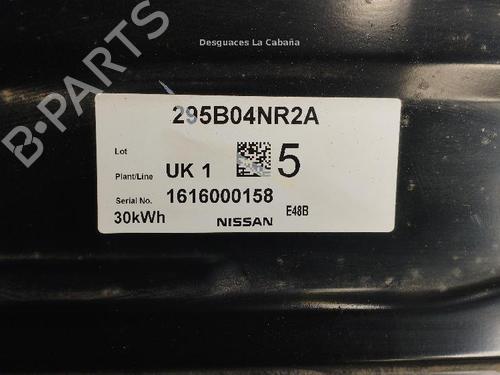 Desguaces La Cabaña
295B04NR2A
Lot
Plant/Line UK 1 5
Serial No. 1616000158
30kWh NISSAN E48B
B-PARTS